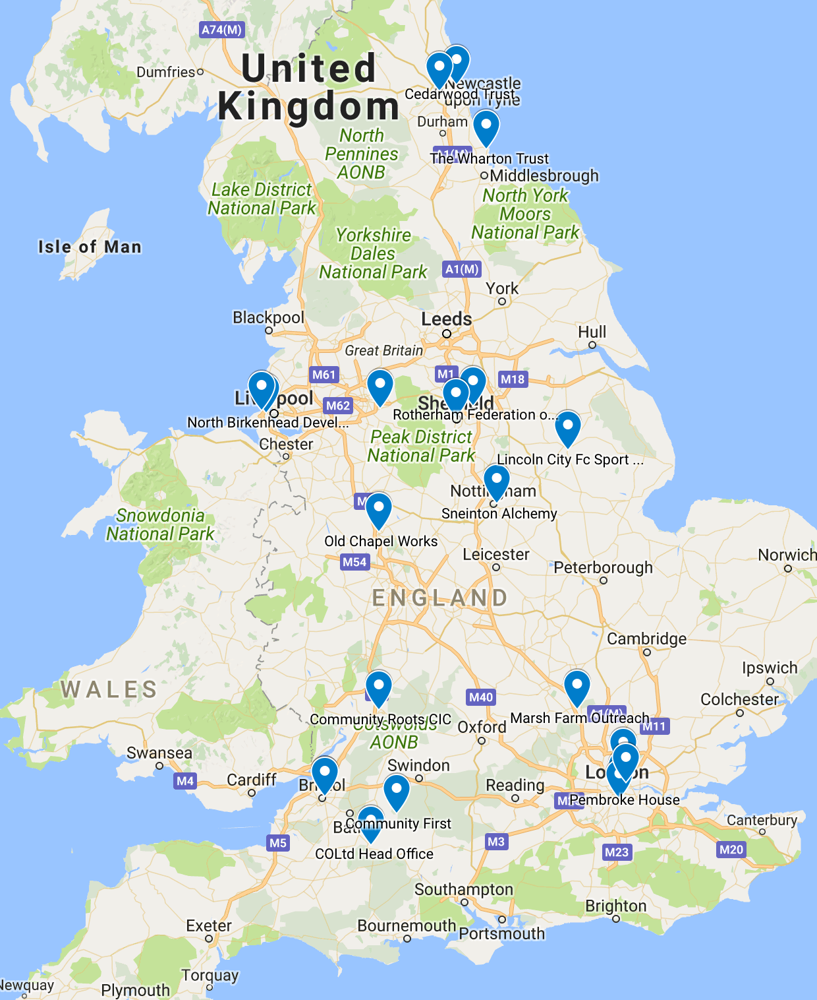 A74(M)
Dumfries
United
Kingdom
Newcastle
upon Tyne
Cedarwood Trust
Durham
North
Pennines
AONB
A1(M)
The Wharton Trust
Middlesbrough
Lake District
National Park
North York
Moors
National Park
Isle of Man
Yorkshire
Dales
National Park
A1(M)
York
Blackpool
Leeds
Hull
Great Britain
M61
M1
M18
M62
North Birkenhead Devel...
Rotherham Federation o...
Chester
Peak District
National Park
Lincoln City Fc Sport ...
Sneinton Alchemy
Snowdonia
National Park
Old Chapel Works
M54
Leicester
Peterborough
Norwich
ENGLAND
Cambridge
Ipswich
WALES
M40
Colchester
Community Roots CIC
Cotswolds
AONB
Marsh Farm Outreach
A1(M)
M11
Oxford
Swansea
M4
Cardiff
Swindon
Reading
Pembroke House
Community First
COLtd Head Office
M5
M3
M23
M20
Canterbury
Southampton
Brighton
Exeter
Bournemouth
Portsmouth
Torquay
Newquay
Plymouth